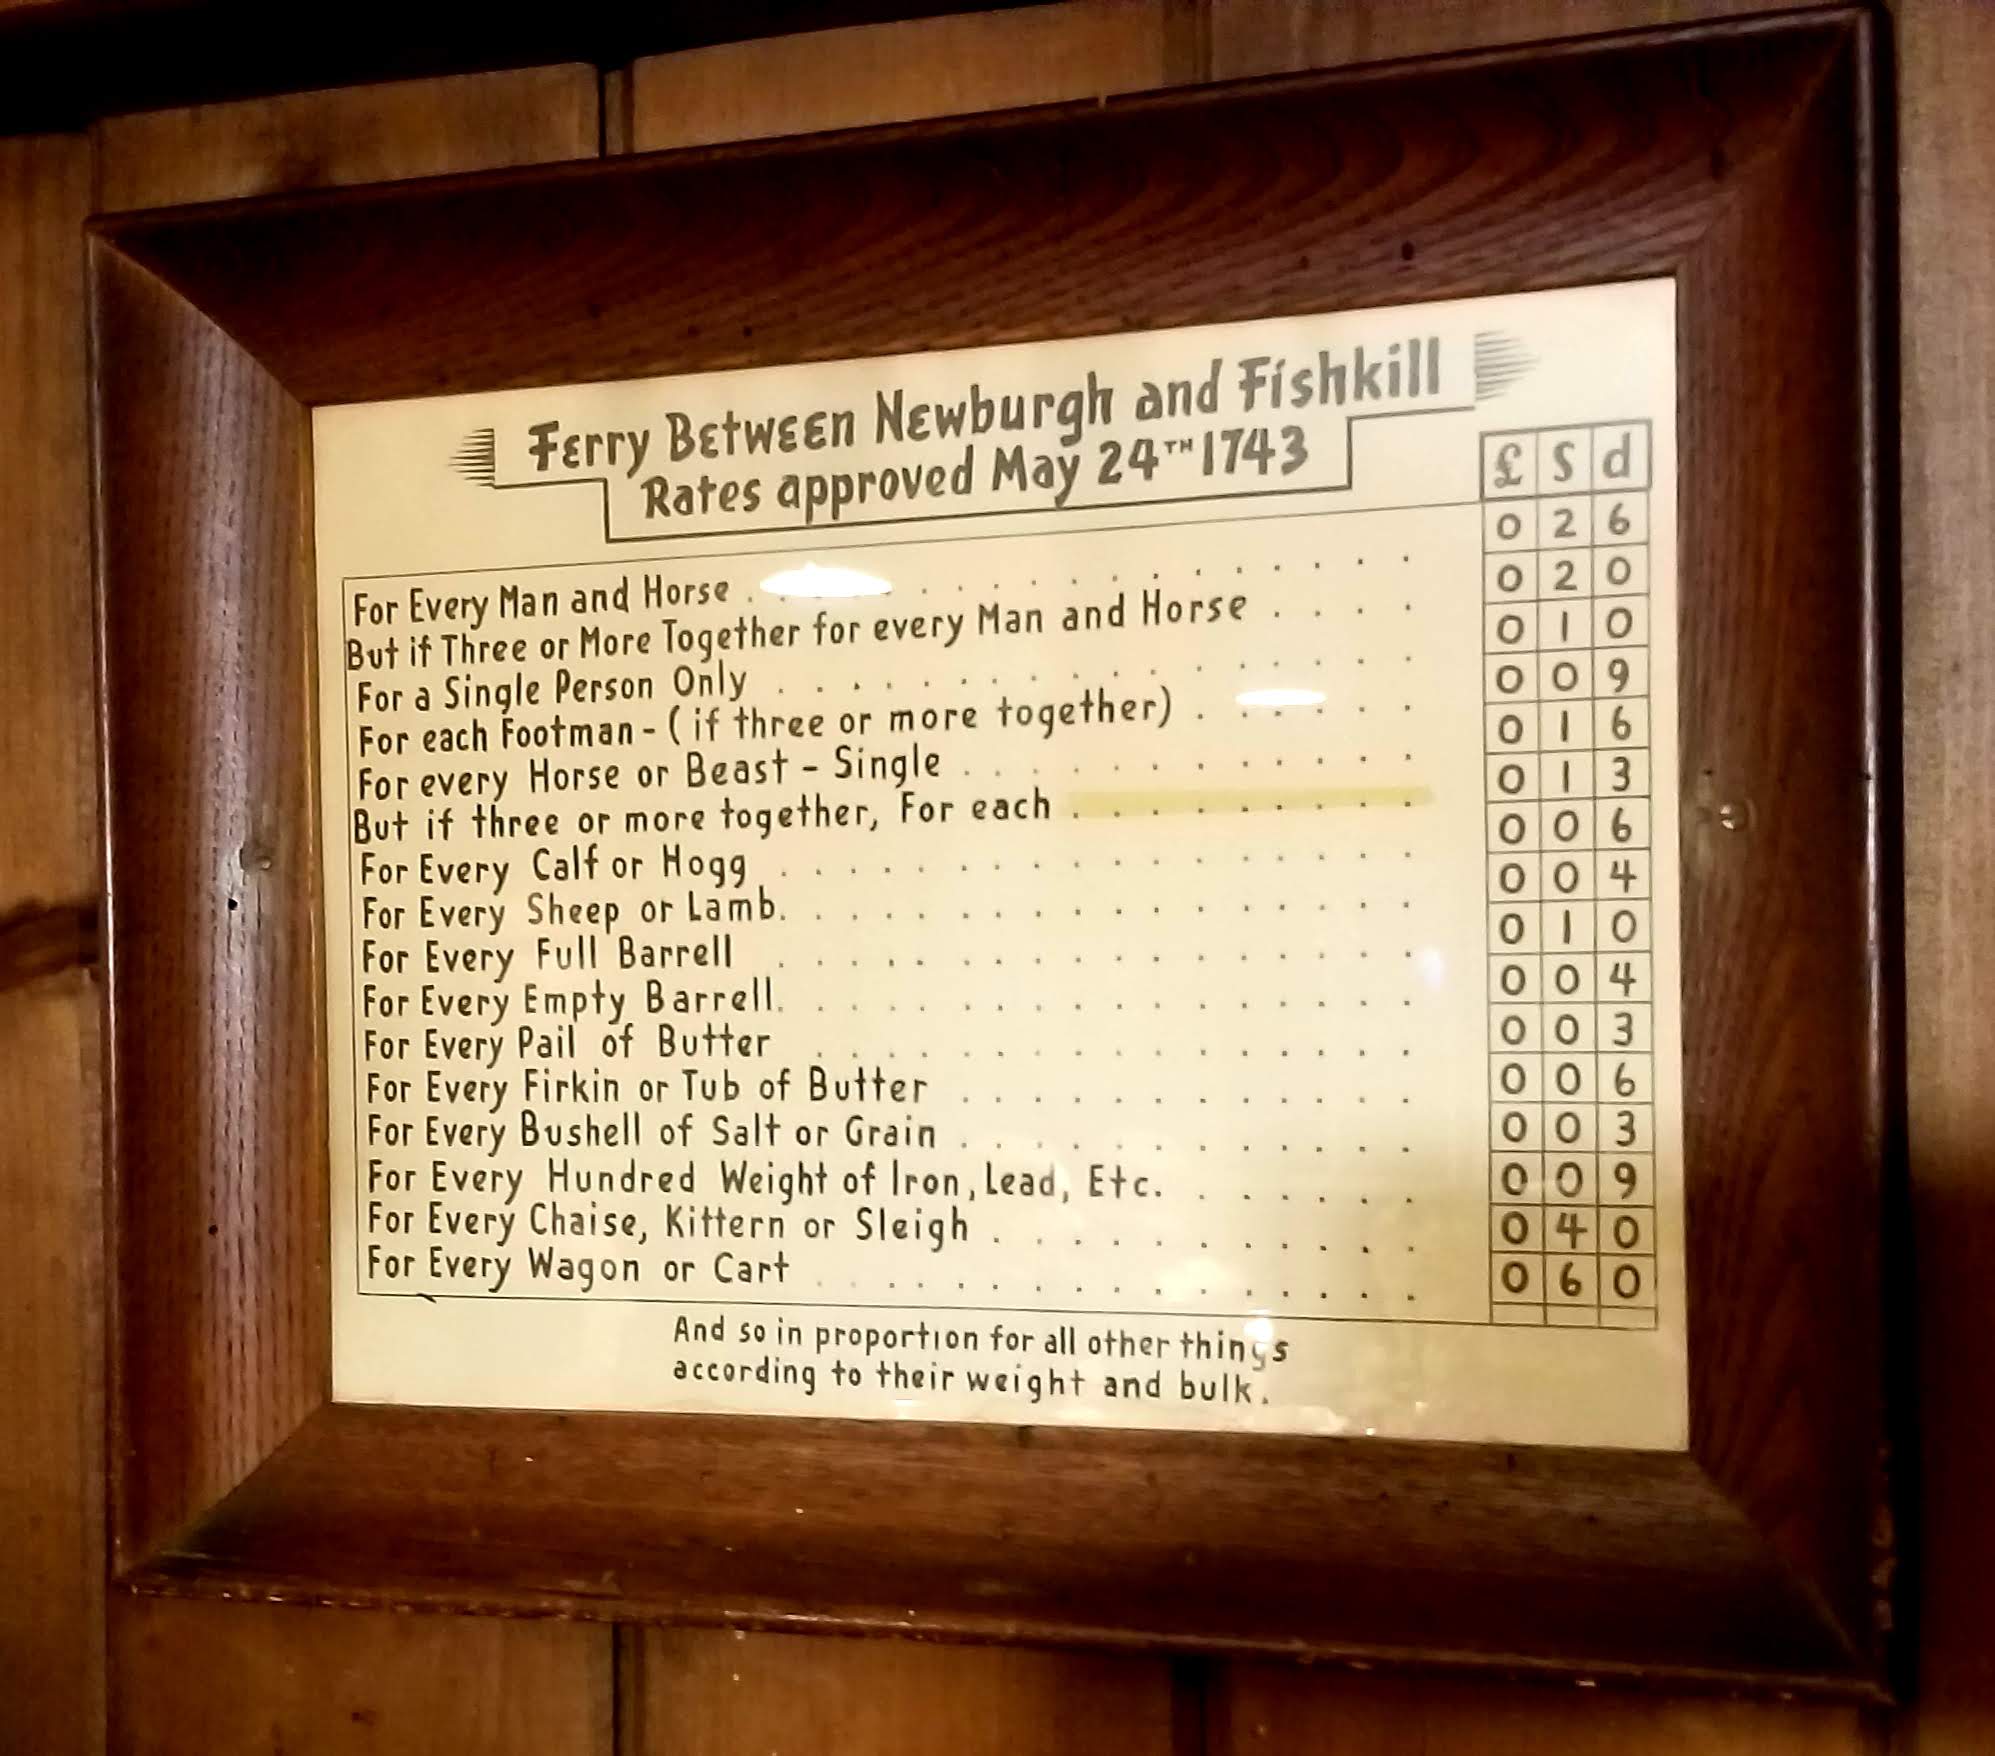 Ferry Between Newburgh and Fishkill
Rates approved May 24TH 1743
£ S d
For Every Man and Horse . . . . . . . . . . . . 0 2 6
But if Three or More Together for every Man and Horse . . . . 0 2 0
For a Single Person Only . . . . . . . . . . . . 0 1 0
For each Footman - (if three or more together) . . . . . . 0 0 9
For every Horse or Beast - Single . . . . . . . . . . 0 1 6
But if three or more together, For each . . . . . . . . . 0 1 3
For Every Calf or Hogg . . . . . . . . . . . . 0 0 6
For Every Sheep or Lamb. . . . . . . . . . . . 0 0 4
For Every Full Barrell . . . . . . . . . . . . 0 1 0
For Every Empty Barrell. . . . . . . . . . . . 0 0 4
For Every Pail of Butter . . . . . . . . . . . . 0 0 3
For Every Firkin or Tub of Butter . . . . . . . . . . 0 0 6
For Every Bushell of Salt or Grain . . . . . . . . . . 0 0 3
For Every Hundred Weight of Iron, Lead, Etc. . . . . . . 0 0 9
For Every Chaise, Kittern or Sleigh . . . . . . . . . . 0 4 0
For Every Wagon or Cart . . . . . . . . . . . . 0 6 0
And so in proportion for all other things
according to their weight and bulk.